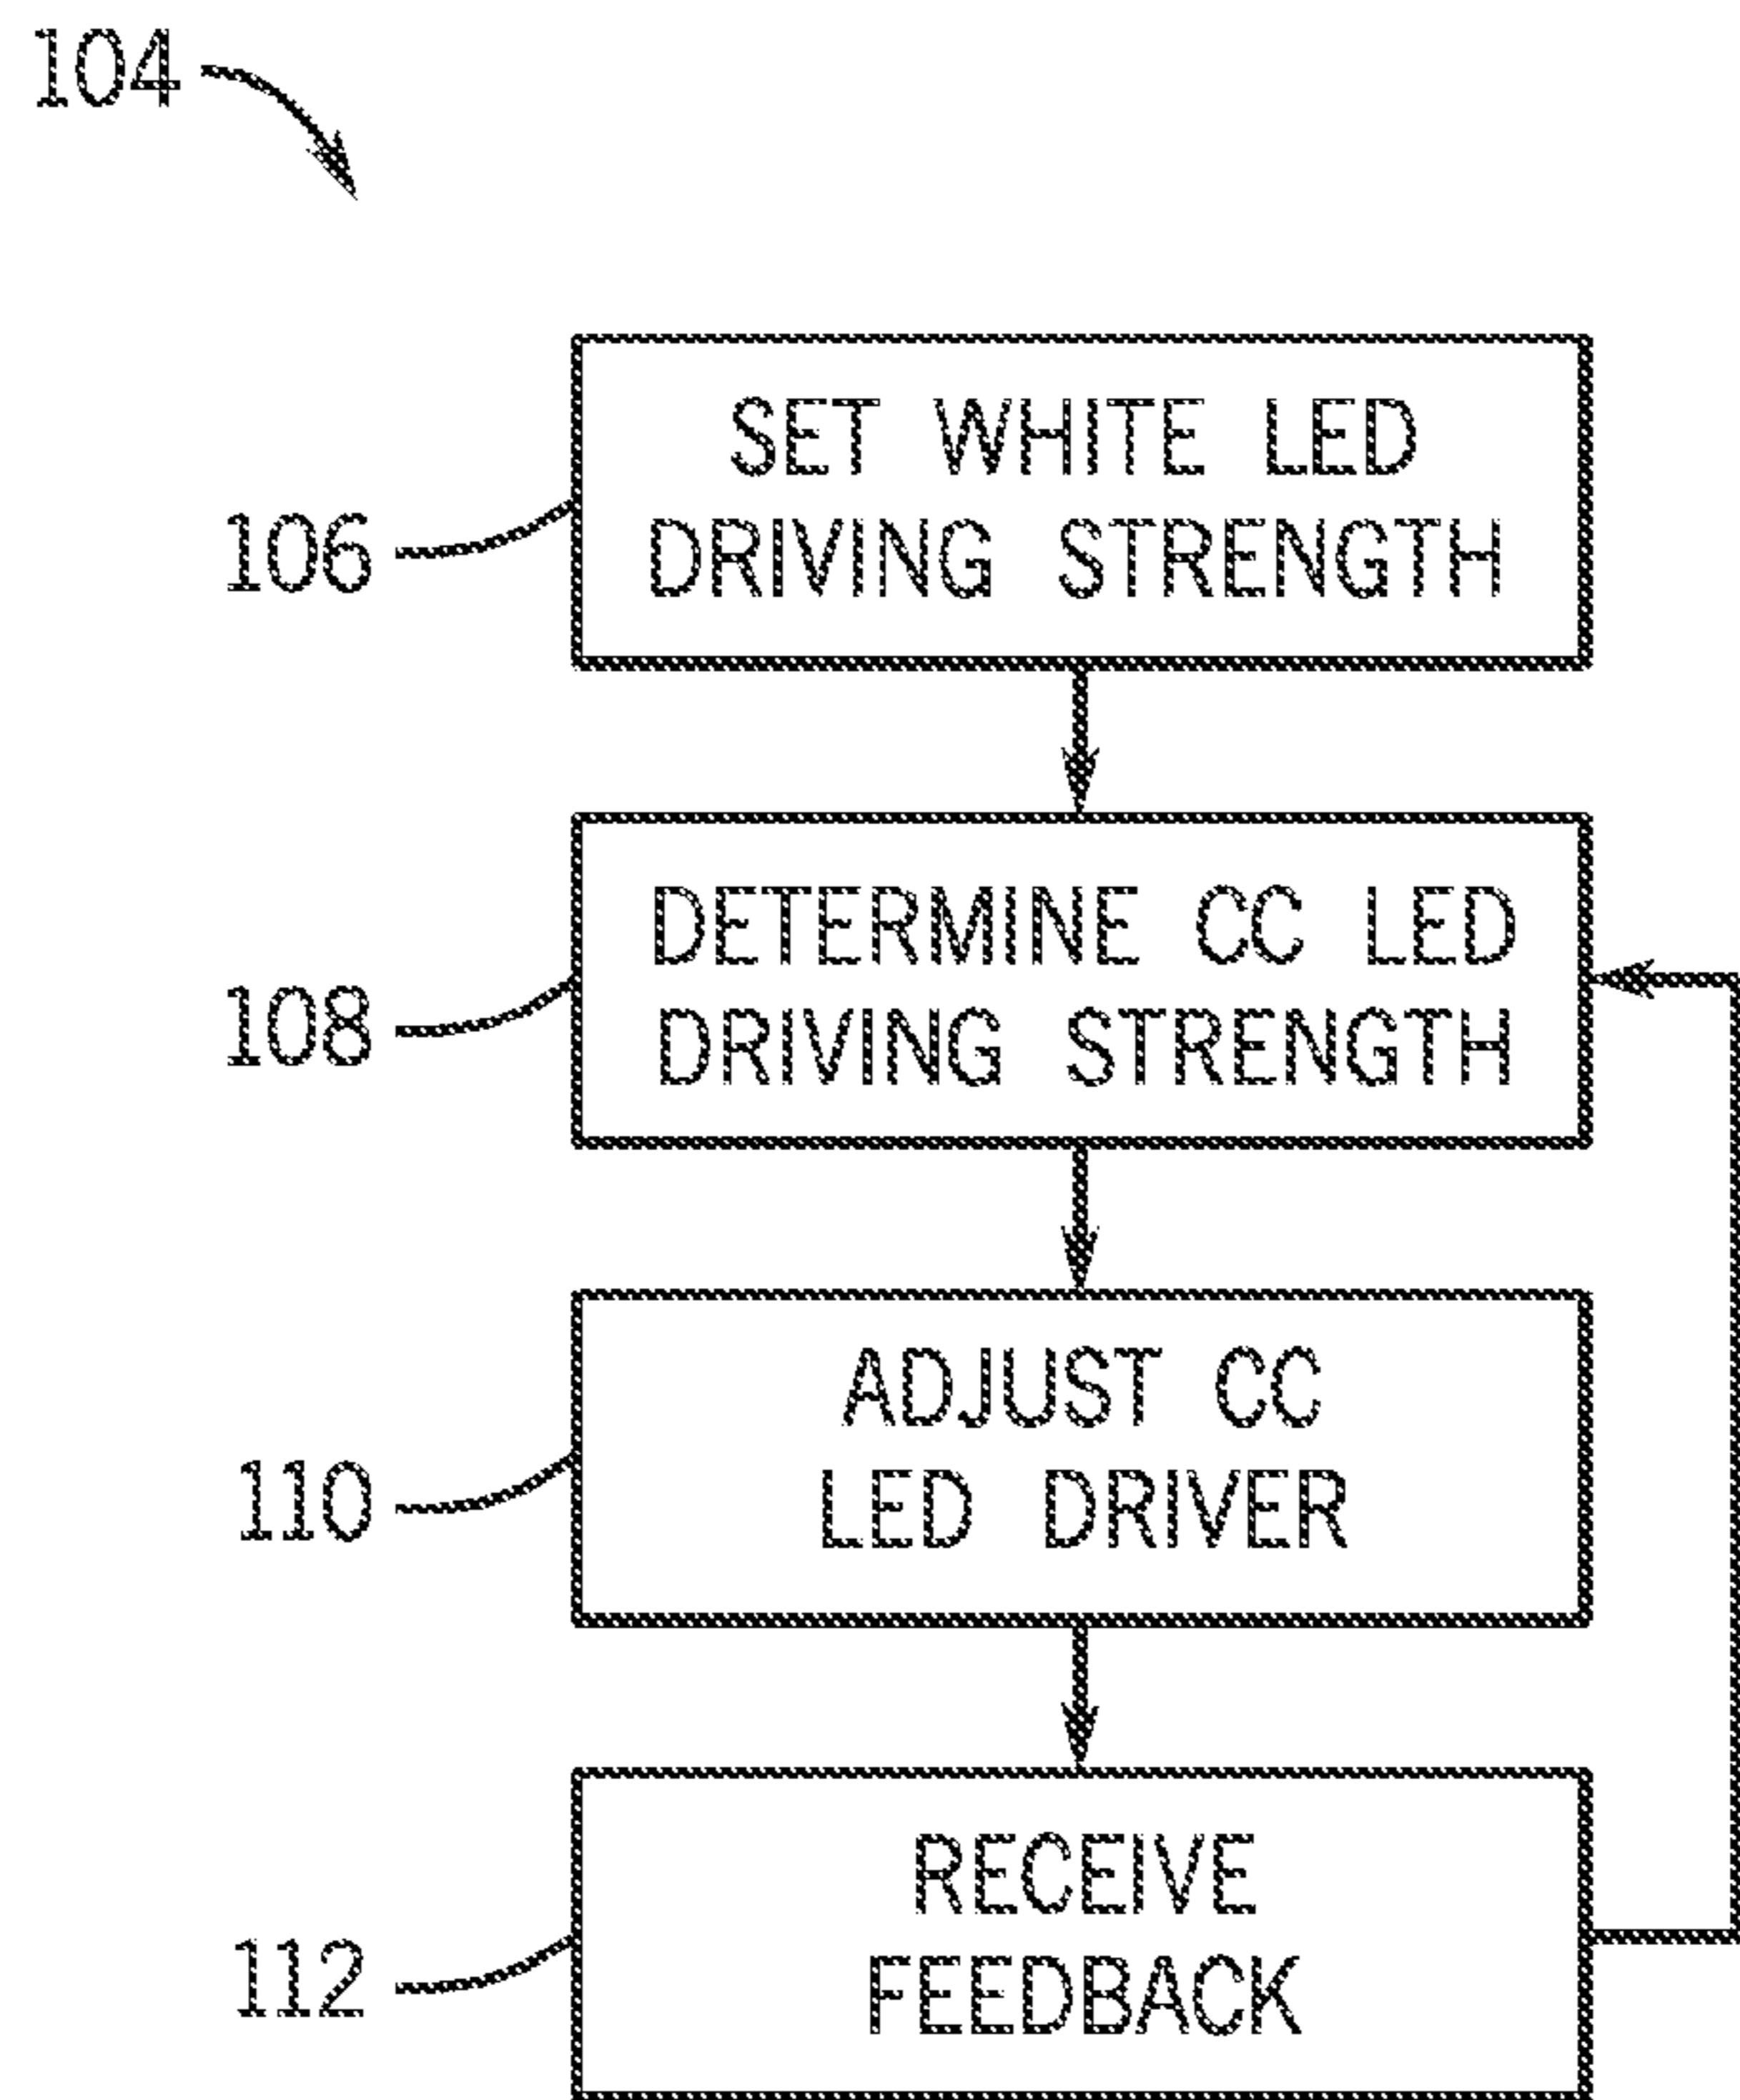 104
SET WHITE LED
DRIVING STRENGTH
106
DETERMINE CC LED
DRIVING STRENGTH
108
ADJUST CC
LED DRIVER
110
RECEIVE
FEEDBACK
112